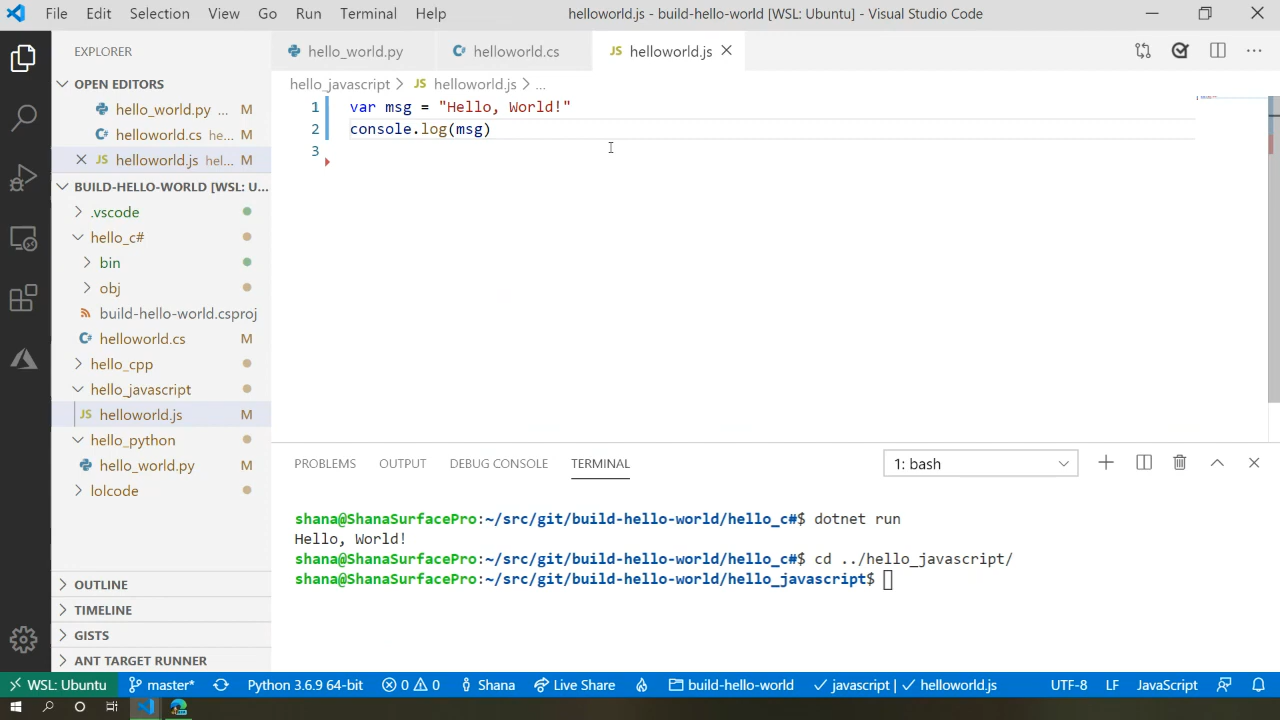 File Edit Selection View Go Run Terminal Help helloworld.js - build-hello-world [WSL: Ubuntu] - Visual Studio Code
EXPLORER
OPEN EDITORS
hello_world.py ... M
helloworld.cs he... M
JS helloworld.js hel... M
BUILD-HELLO-WORLD [WSL: U...
.vscode
hello_c#
bin
obj
build-hello-world.csproj
helloworld.cs M
hello_cpp
hello_javascript
JS helloworld.js M
hello_python
hello_world.py M
lolcode
OUTLINE
TIMELINE
GISTS
ANT TARGET RUNNER
hello_world.py helloworld.cs JS helloworld.js
hello_javascript > JS helloworld.js > ...
1 var msg = "Hello, World!"
2 console.log(msg)
3
PROBLEMS OUTPUT DEBUG CONSOLE TERMINAL 1: bash
shana@ShanaSurfacePro:~/src/git/build-hello-world/hello_c#$ dotnet run
Hello, World!
shana@ShanaSurfacePro:~/src/git/build-hello-world/hello_c#$ cd ../hello_javascript/
shana@ShanaSurfacePro:~/src/git/build-hello-world/hello_javascript$
WSL: Ubuntu master* Python 3.6.9 64-bit 0 0 Shana Live Share build-hello-world javascript | helloworld.js UTF-8 LF JavaScript